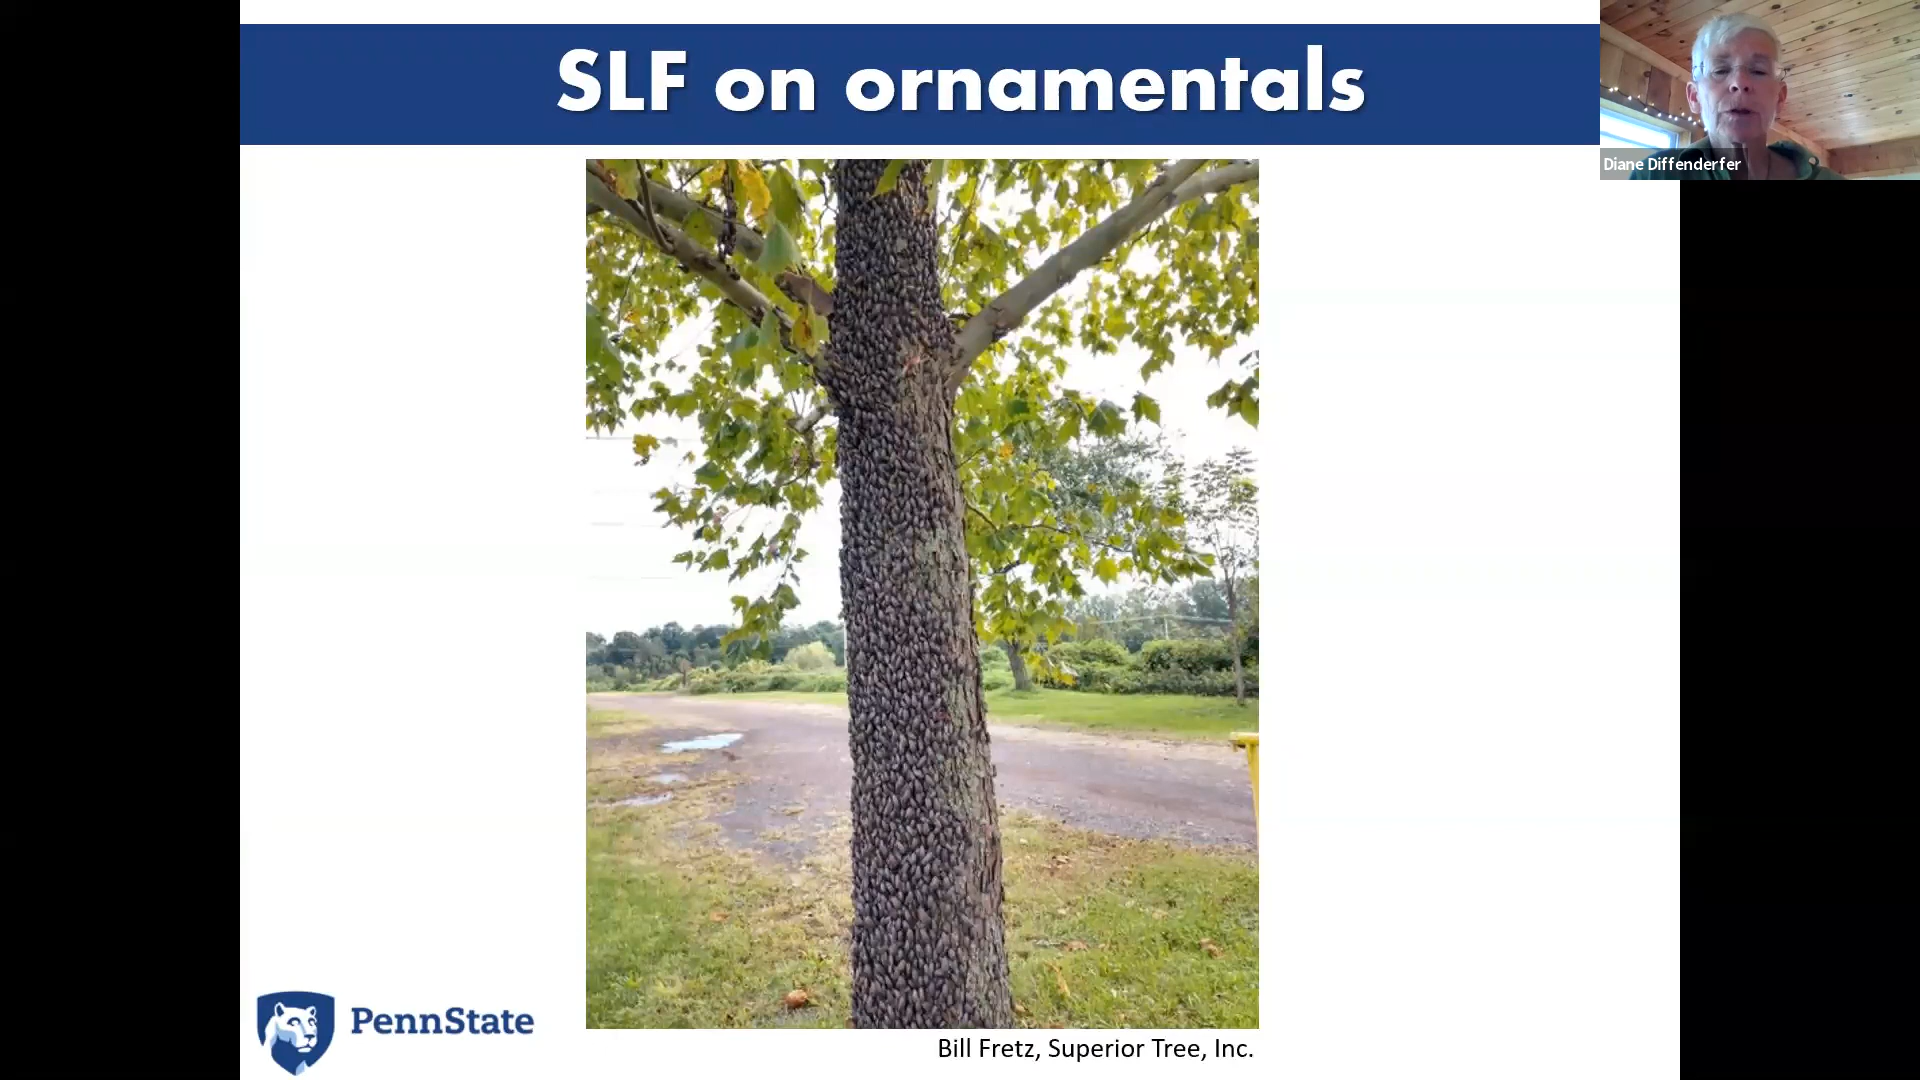 SLF on ornamentals
Diane Diffenderfer
PennState
Bill Fretz, Superior Tree, Inc.